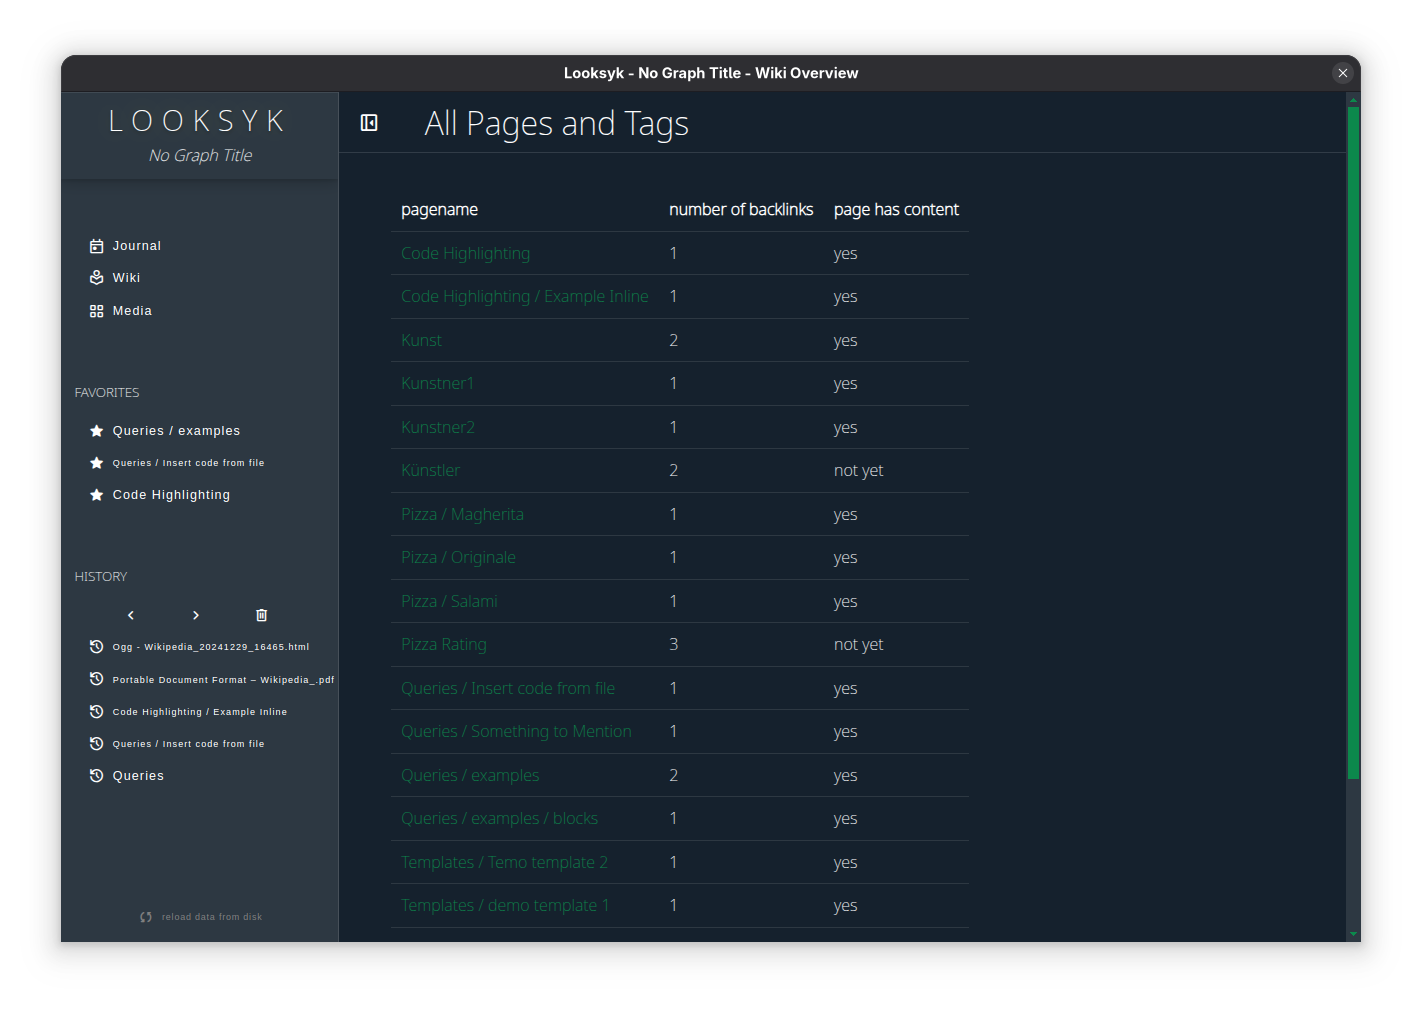 Looksyk - No Graph Title - Wiki Overview
LOOKSYK
No Graph Title
Journal
Wiki
Media
FAVORITES
Queries / examples
Queries / Insert code from file
Code Highlighting
HISTORY
Ogg - Wikipedia_20241229_16465.html
Portable Document Format – Wikipedia_.pdf
Code Highlighting / Example Inline
Queries / Insert code from file
Queries
reload data from disk
All Pages and Tags
pagename number of backlinks page has content
Code Highlighting 1 yes
Code Highlighting / Example Inline 1 yes
Kunst 2 yes
Kunstner1 1 yes
Kunstner2 1 yes
Künstler 2 not yet
Pizza / Magherita 1 yes
Pizza / Originale 1 yes
Pizza / Salami 1 yes
Pizza Rating 3 not yet
Queries / Insert code from file 1 yes
Queries / Something to Mention 1 yes
Queries / examples 2 yes
Queries / examples / blocks 1 yes
Templates / Temo template 2 1 yes
Templates / demo template 1 1 yes